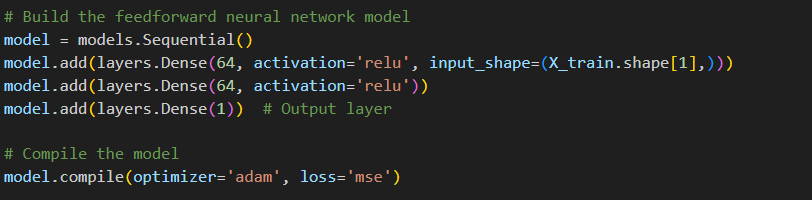 # Build the feedforward neural network model
model = models.Sequential()
model.add(layers.Dense(64, activation='relu', input_shape=(X_train.shape[1],)))
model.add(layers.Dense(64, activation='relu'))
model.add(layers.Dense(1))  # Output layer

# Compile the model
model.compile(optimizer='adam', loss='mse')